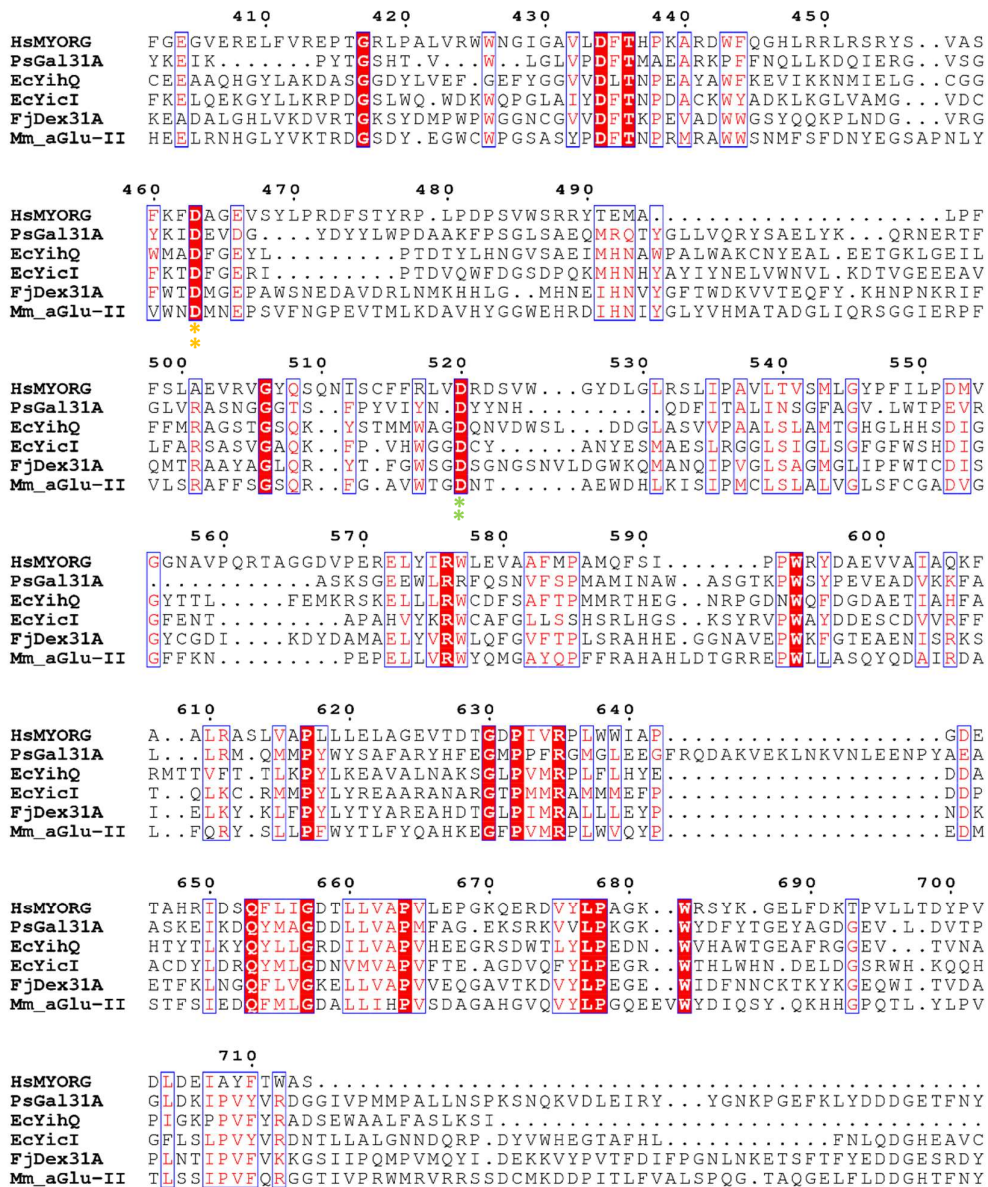 410 420 430 440 450
HsMYORG FGEGVERELFVREPTGRLPALVRWWNGIGAVLDFTHPKARDWFQGHLRRLRSRYS..VAS
PsGal31A YKEIK.....PYTGSHT.V...W..LGLVPDFTMAEARKPFFNQLLKDQIERG..VSG
EcYihQ CEEAAQHGYLAKDASGGDYLVEF.GEFYGGVVDLTNPEAYAWFKEVIKKNMIELG..CGG
EcYicI FKELQEKGYLLKRPDGSLWQ.WDKWQPGLAIYDFTNPDACKWYADKLKGLVAMG..VDC
FjDex31A KEADALGHLVKDVRTGKSYDMPWPWGGNCGVVDFTKPEVADWWGSYQQKPLNDG..VRG
Mm_aGlu-II HEELRNHGLYVKTRDGSDY.EGWCWPGSASYPDFTNPRMRAWWSNMFSFDNYEGSAPNLY
460 470 480 490
HsMYORG FKFDAGEVSYLPRDFSTYRP.LPDPSVWSRRYTEMA....................LPF
PsGal31A YKIDEVDG....YDYYLWPDAAKFPSGLSAEQMRQTYGLLVQRYSAELYK...QRNERTF
EcYihQ WMADFGEYL.........PTDTYLHNGVSAEIMHNAWPALWAKCNYEAL.EETGKLGEIL
EcYicI FKTDFGERI.........PTDVQWFDGSDPQKMHNHYAYIYNELVWNVL.KDTVGEEEAV
FjDex31A FWTDMGEPAWSNEDAVDRLNMKHHLG..MHNEIHNVYGFTWDKVVTEQFY.KHNPNKRIF
Mm_aGlu-II VWNDMNEPSVFNGPEVTMLKDAVHYGGWEHRDIHNIYGLYVHMATADGLIQRSGGIERPF
**
500 510 520 530 540 550
HsMYORG FSLAEVRVGYQSQNISCFFRLVDRDSVW...GYDLGLRSLIPAVLTVSMLGYPFILPDMV
PsGal31A GLVRASNGGGTS..FPYVIYN.DYYNH..........QDFITALINSGFAGV.LWTPEVR
EcYihQ FFMRAGSTGSQK..YSTMMWAGDQNVDWSL...DDGLASVVPAALSLAMTGHGLHHSDIG
EcYicI LFARSASVGAQK..FP.VHWGGDCY......ANYESMAESLRGGLSIGLSGFGFWSHDIG
FjDex31A QMTRAAYAGLQR..YT.FGWSGDSGNGSNVLDGWKQMANQIPVGLSAGMGLIPFWTCDIS
Mm_aGlu-II VLSRAFFSGSQR..FG.AVWTGDNT......AEWDHLKISIPMCLSLALVGLSFCGADVG
**
560 570 580 590 600
HsMYORG GGNAVPQRTAGGDVPERELYIRWLEVAAFMPAMQFSI.......PPWRYDAEVVAIAQKF
PsGal31A ..........ASKSGEEWLRRFQSNVFSPMAMINAW..ASGTKPWSYPEVEADVKKFA
EcYihQ GYTTL.....FEMKRSKELLLRWCDFSAFTPMMRTHEG..NRPGDNWQFDGDAETIAHFA
EcYicI GFENT.........APAHVYKRWCAFGLLSSHSRLHGS..KSYRVPWAYDDESCDVVRFF
FjDex31A GYCGDI....KDYDAMAELYVRWLQFGVFTPLSRAHHE.GGNAVEPWKFGTEAENISRKS
Mm_aGlu-II GFFKN.........PEPELLVRWYQMGAYQPFFRAHAHLDTGRREPWLLASQYQDAIRDA
610 620 630 640
HsMYORG A..ALRASLVAPLLLELAGEVTDTGDPIVRPLWWIAP....................GDE
PsGal31A L...LRM.QMMPYWYSAFARYHFEGMPPFRGMGLEEGFRQDAKVEKLNKVNLEENPYAEA
EcYihQ RMTTVFT.TLKPYLKEAVALNAKSGLPVMRPLFLHYE....................DDA
EcYicI T..QLKC.RMMPYLYREAARANARGTPMMRAMMMEFP....................DDP
FjDex31A I..ELKY.KLFPYLYTYAREAHDTGLPIMRALLLEYP....................NDK
Mm_aGlu-II L..FQRY.SLLPFWYTLFYQAHKEGFPVMRPLWVQYP....................EDM
650 660 670 680 690 700
HsMYORG TAHRIDSQFLIGDTLLVAPVLEPGKQERDVYLPAGK..WRSYK.GELFDKTPVLLTDYPV
PsGal31A ASKEIKDQYMAGDDLLVAPMFAG.EKSRKVVLPKGK..WYDFYTGEYAGDGEV.L.DVTP
EcYihQ HTYTLKYQYLLGRDILVAPVHEEGRSDWTLYLPEDN..WVHAWTGEAFRGGEV...TVNA
EcYicI ACDYLDRQYMLGDNVMVAPVFTE.AGDVQFYLPEGR..WTHLWHN.DELDGSRWH.KQQH
FjDex31A ETFKLNGQFLVGKELLVAPVVEQGAVTKDVYLPEGE..WIDFNNCKTKYKGEQWI.TVDA
Mm_aGlu-II STFSIEDQFMLGDALLIHPVSDAGAHGVQVYLPGQEEVWYDIQSY.QKHHGPQTL.YLPV
710
HsMYORG DLDEIAYFTWAS................................................
PsGal31A GLDKIPVYVRDGGIVPMMPALLNSPKSNQKVDLEIRY...YGNKPGEFKLYDDDGETFNY
EcYihQ PIGKPPVFYRADSEWAALFASLKSI...................................
EcYicI GFLSLPVYVRDNTLLALGNNDQRP.DYVWHEGTAFHL..........FNLQDGHEAVC
FjDex31A PLNTIPVFVKKGSIIPQMPVMQYI.DEKKVYPVTFDIFPGNLNKETSFTFYEDDGESRDY
Mm_aGlu-II TLSSIPVFQRGGTIVPRWMRVRRSSDCMKDDPITLFVALSPQG.TAQGELFLDDGHTFNY